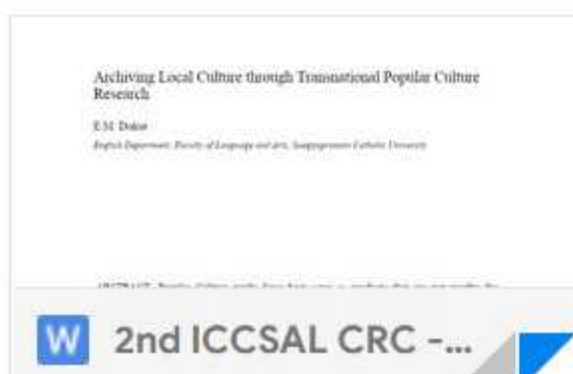 Archiving Local Culture through Transnational Popular Culture
Research
E.M. Dukut
English Department, Faculty of Language and Arts, Soegijapranata Catholic University
W 2nd ICCSAL CRC -...